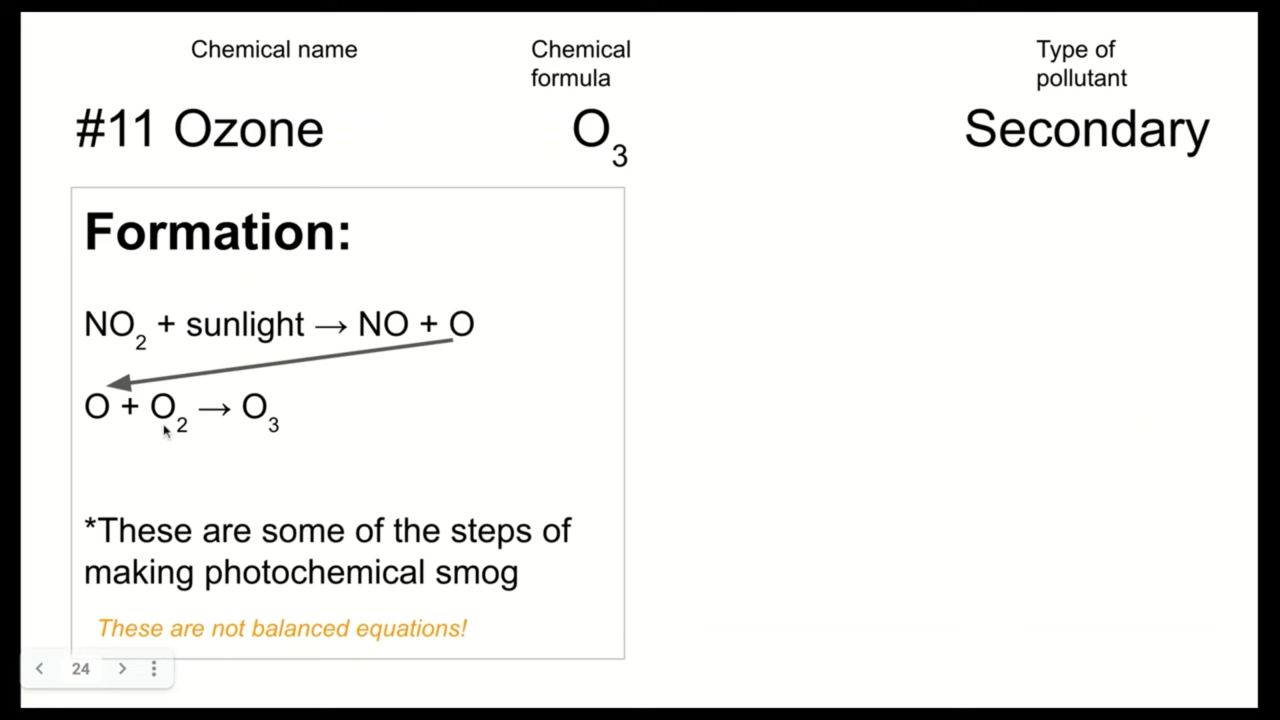 Chemical name
Chemical
formula
Type of
pollutant
#11 Ozone
O₃
Secondary
Formation:
NO₂ + sunlight → NO + O
O + O₂ → O₃
*These are some of the steps of
making photochemical smog
These are not balanced equations!
24